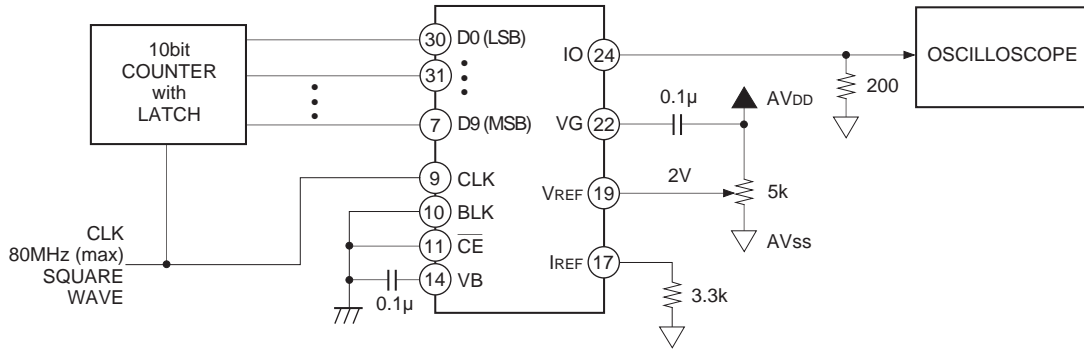 10bit
COUNTER
with
LATCH
CLK
80MHz (max)
SQUARE
WAVE
30 D0 (LSB)
31
7 D9 (MSB)
9 CLK
10 BLK
11 C̅E̅
14 VB
0.1μ
IO 24
VG 22
VREF 19
IREF 17
0.1μ
AVDD
2V
5k
AVSS
3.3k
200
OSCILLOSCOPE